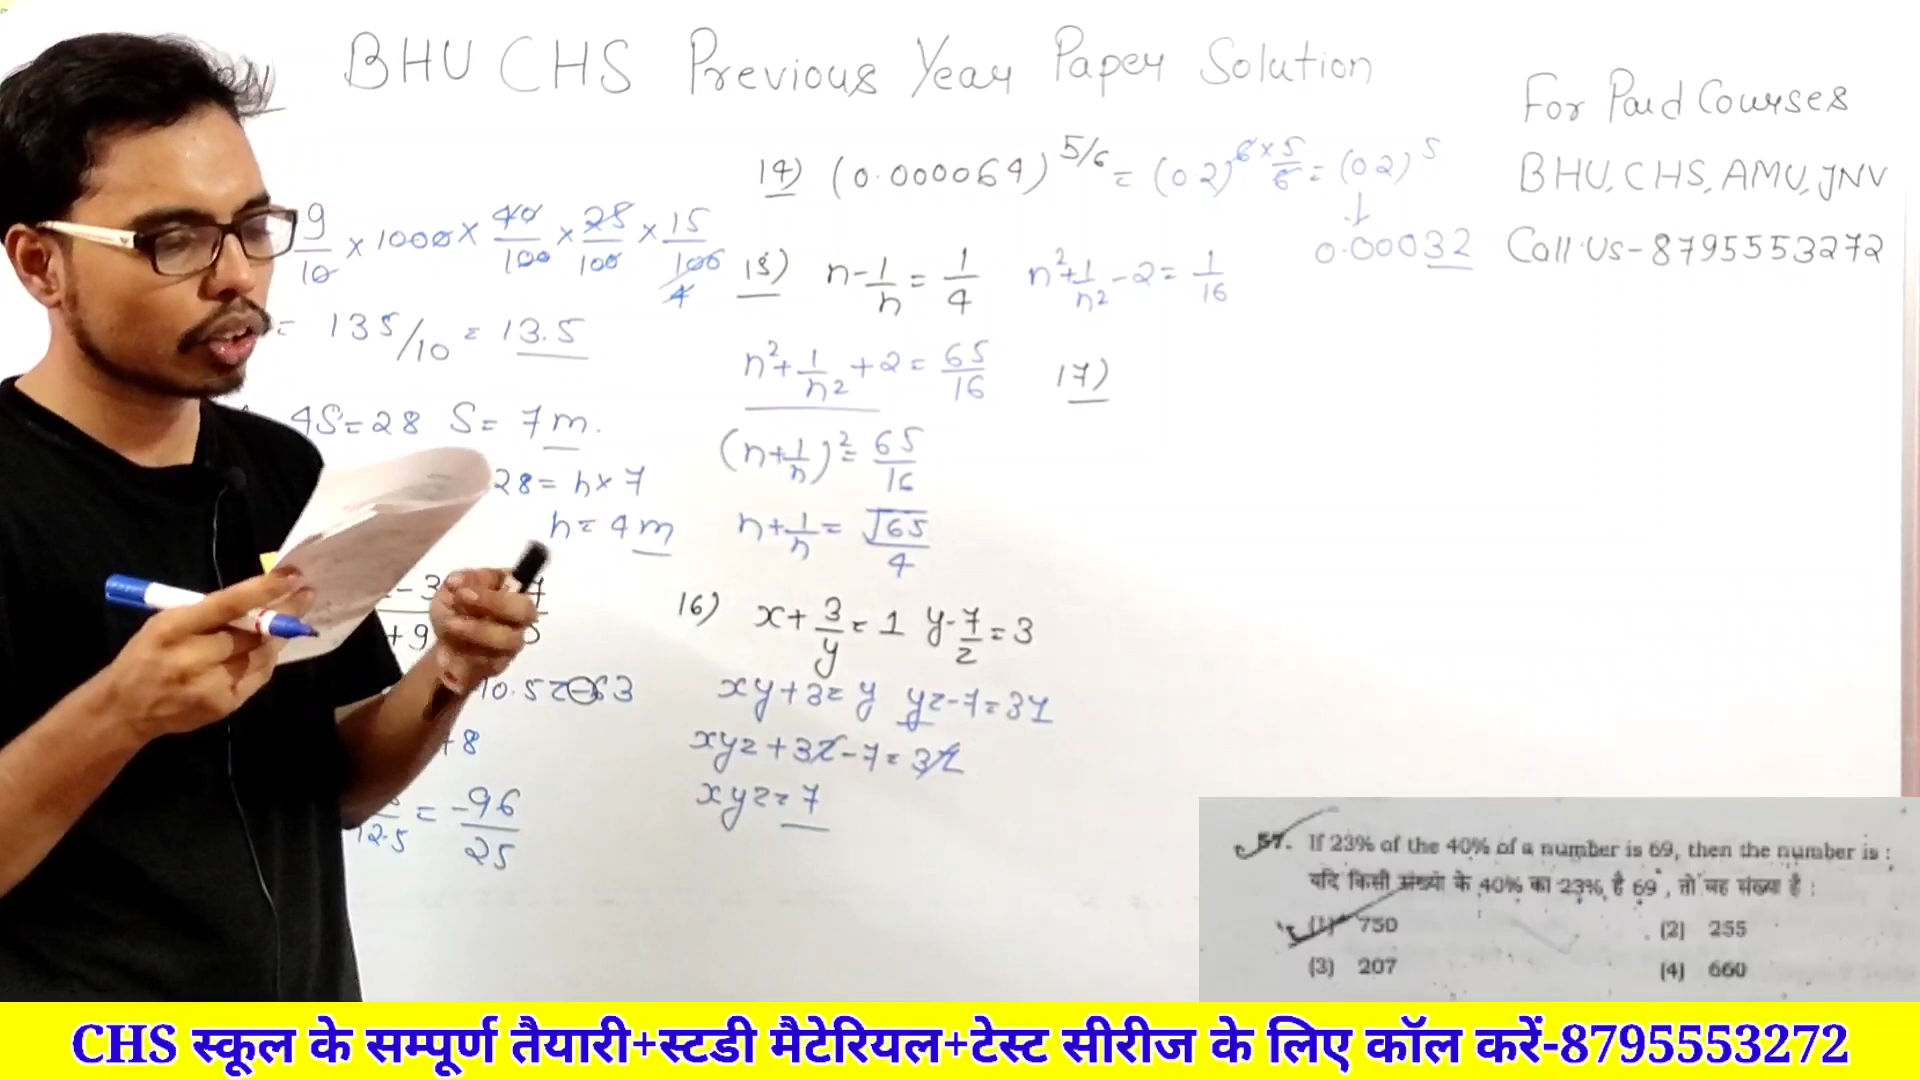 BHU CHS Previous Year Paper Solution
For Paid Courses
BHU, CHS, AMU, JNV
Call Us-8795553272
9/10 × 1000 × 40/100 × 25/100 × 15/100
4
= 135/10 = 13.5
4S=28 S= 7m.
28= h×7
h= 4m
+8
12.5 = -96/25
14) (0.000064)^5/6 = (0.2)^6×5/6 = (0.2)^5
0.00032
15) n-1/n = 1/4 n²+1/n²-2=1/16
n²+1/n²+2=65/16
(n+1/n)²=65/16
n+1/n=√65/4
16) x+3/y=1 y-7/z=3
xy+3=y yz-7=3z
xyz+3z-7=3z
xyz=-7
17)
57. If 23% of the 40% of a number is 69, then the number is :
यदि किसी संख्या के 40% का 23%, है 69, तो वह संख्या है :
(1) 750
(2) 255
(3) 207
(4) 660
CHS स्कूल के सम्पूर्ण तैयारी+स्टडी मैटेरियल+टेस्ट सीरीज के लिए कॉल करें-8795553272